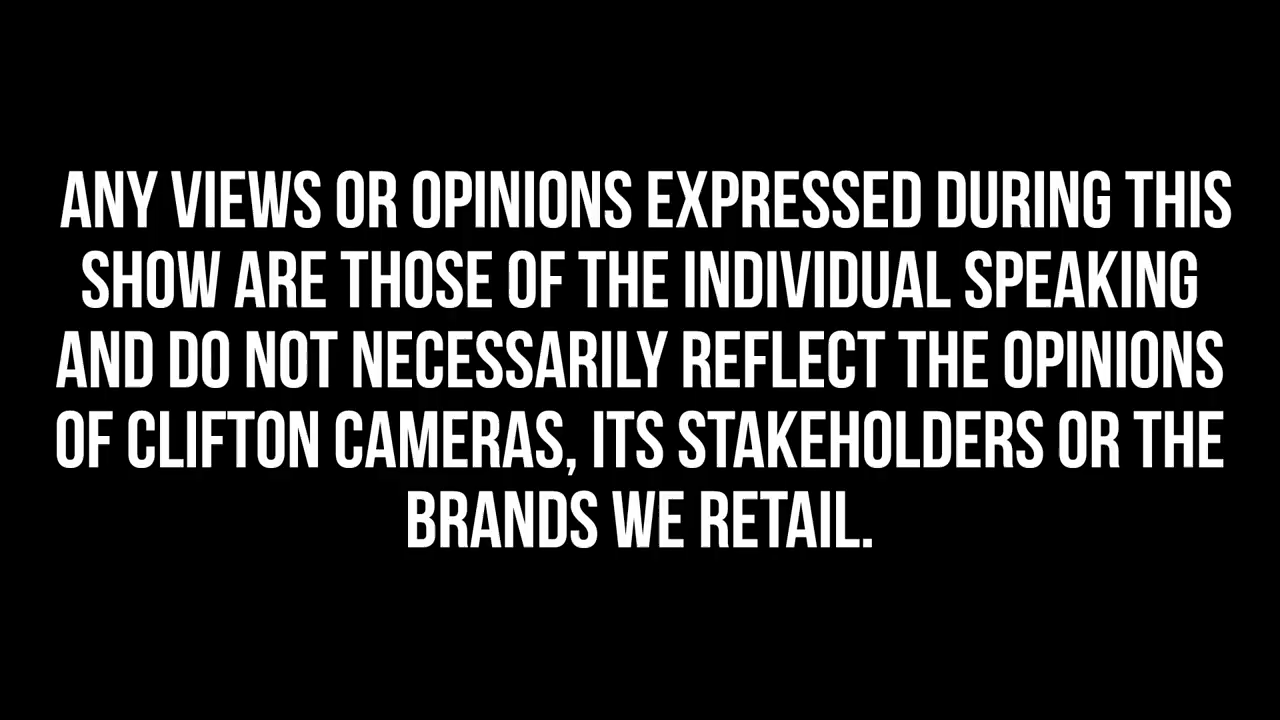 ANY VIEWS OR OPINIONS EXPRESSED DURING THIS
SHOW ARE THOSE OF THE INDIVIDUAL SPEAKING
AND DO NOT NECESSARILY REFLECT THE OPINIONS
OF CLIFTON CAMERAS, ITS STAKEHOLDERS OR THE
BRANDS WE RETAIL.